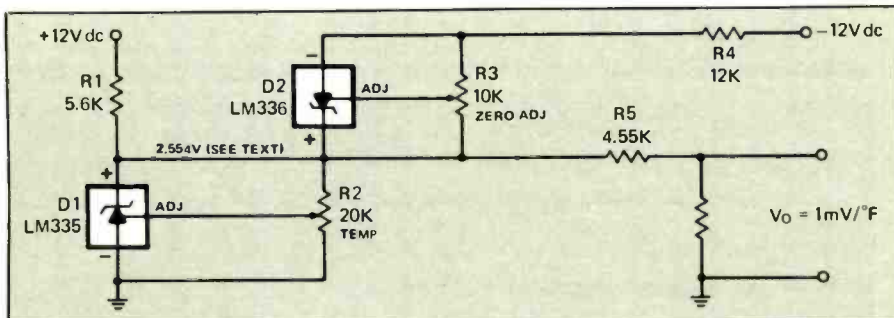 +12V dc
R1
5.6K
D2
LM336
−
+
ADJ
R3
10K
ZERO ADJ
R4
12K
−12V dc
R5
4.55K
2.554V (SEE TEXT)
+
D1
LM335
−
ADJ
R2
20K
TEMP
VO = 1mV/°F